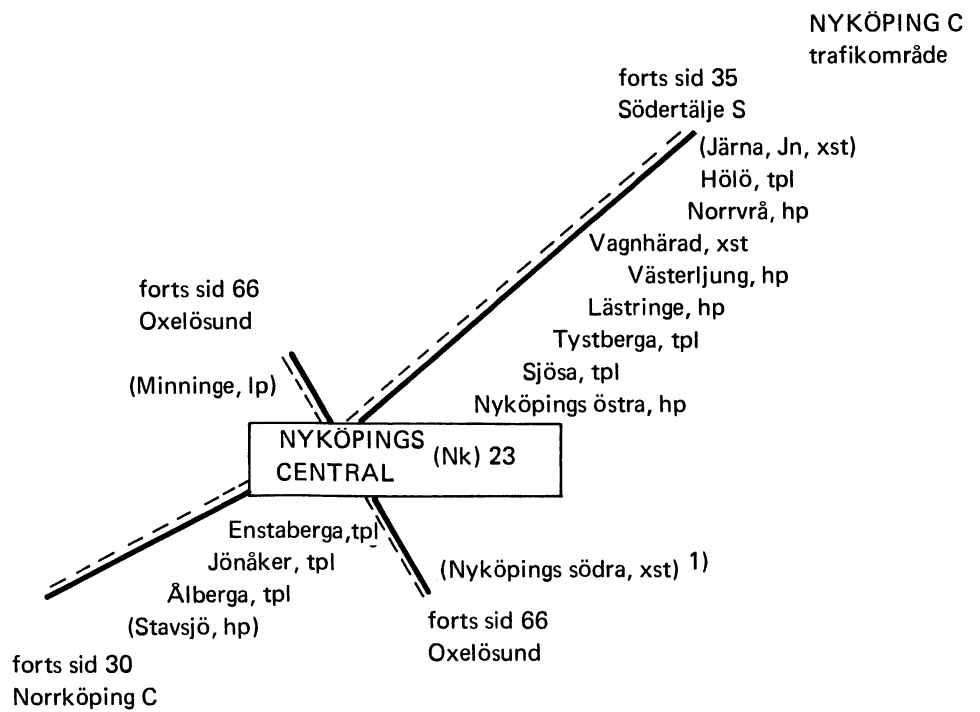 NYKÖPING C
trafikområde
forts sid 35
Södertälje S
(Järna, Jn, xst)
Hölö, tpl
Norrvrå, hp
Vagnhärad, xst
Västerljung, hp
Lästringe, hp
Tystberga, tpl
Sjösa, tpl
Nyköpings östra, hp
forts sid 66
Oxelösund
(Minninge, lp)
NYKÖPINGS
CENTRAL
(Nk) 23
Enstaberga,tpl
Jönåker, tpl
Ålberga, tpl
(Stavsjö, hp)
forts sid 30
Norrköping C
(Nyköpings södra, xst) 1)
forts sid 66
Oxelösund